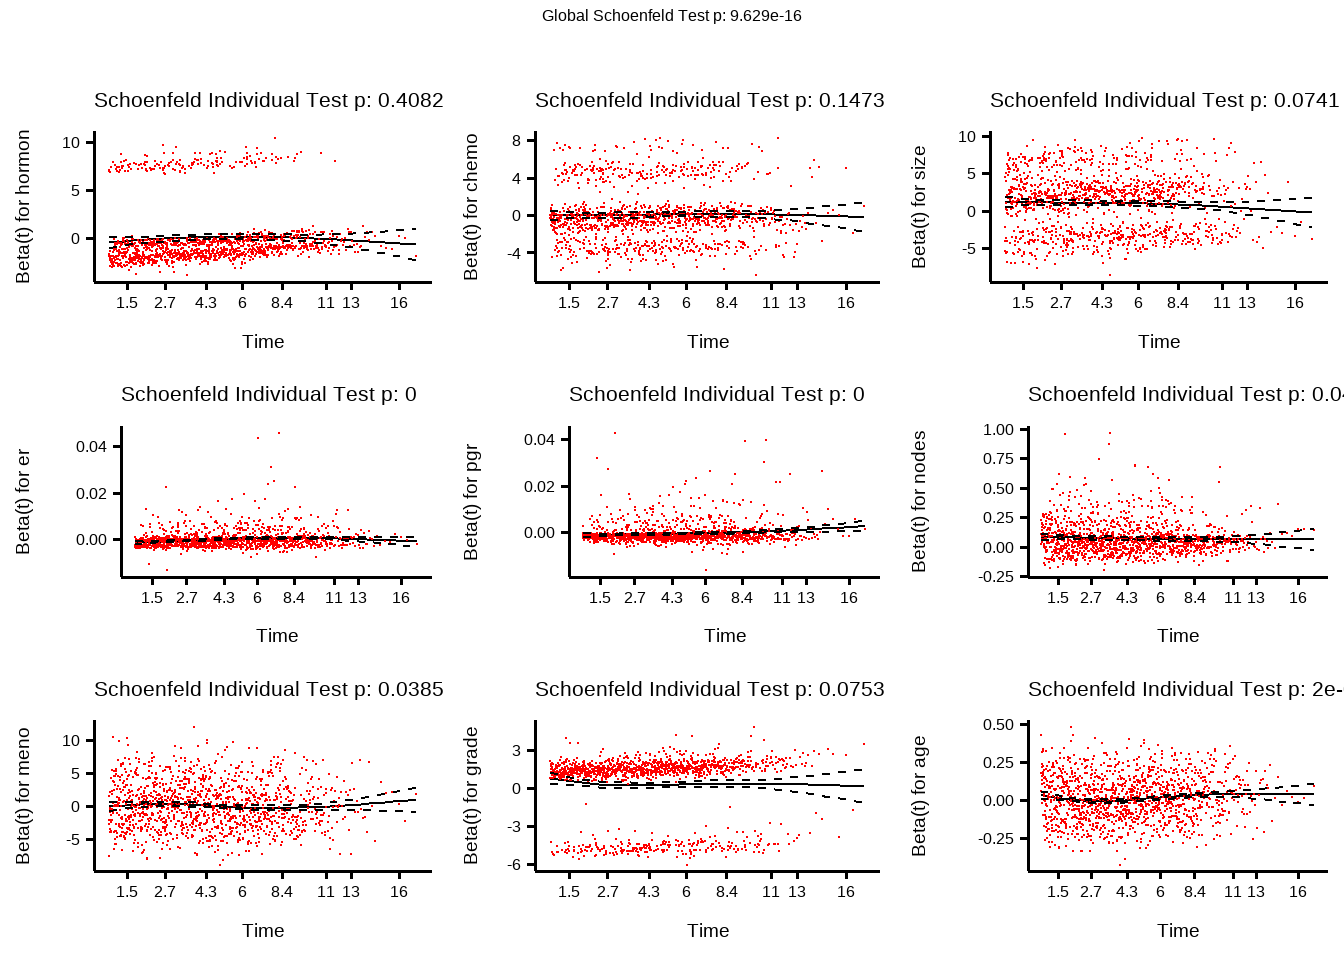 Global Schoenfeld Test p: 9.629e-16
Schoenfeld Individual Test p: 0.4082
Beta(t) for hormon
10
5
0
1.5 2.7 4.3 6 8.4 11 13 16
Time
Schoenfeld Individual Test p: 0.1473
Beta(t) for chemo
8
4
0
-4
1.5 2.7 4.3 6 8.4 11 13 16
Time
Schoenfeld Individual Test p: 0.0741
Beta(t) for size
10
5
0
-5
1.5 2.7 4.3 6 8.4 11 13 16
Time
Schoenfeld Individual Test p: 0
Beta(t) for er
0.04
0.02
0.00
1.5 2.7 4.3 6 8.4 11 13 16
Time
Schoenfeld Individual Test p: 0
Beta(t) for pgr
0.04
0.02
0.00
1.5 2.7 4.3 6 8.4 11 13 16
Time
Schoenfeld Individual Test p: 0.04
Beta(t) for nodes
1.00
0.75
0.50
0.25
0.00
-0.25
1.5 2.7 4.3 6 8.4 11 13 16
Time
Schoenfeld Individual Test p: 0.0385
Beta(t) for meno
10
5
0
-5
1.5 2.7 4.3 6 8.4 11 13 16
Time
Schoenfeld Individual Test p: 0.0753
Beta(t) for grade
3
0
-3
-6
1.5 2.7 4.3 6 8.4 11 13 16
Time
Schoenfeld Individual Test p: 2e-
Beta(t) for age
0.50
0.25
0.00
-0.25
1.5 2.7 4.3 6 8.4 11 13 16
Time